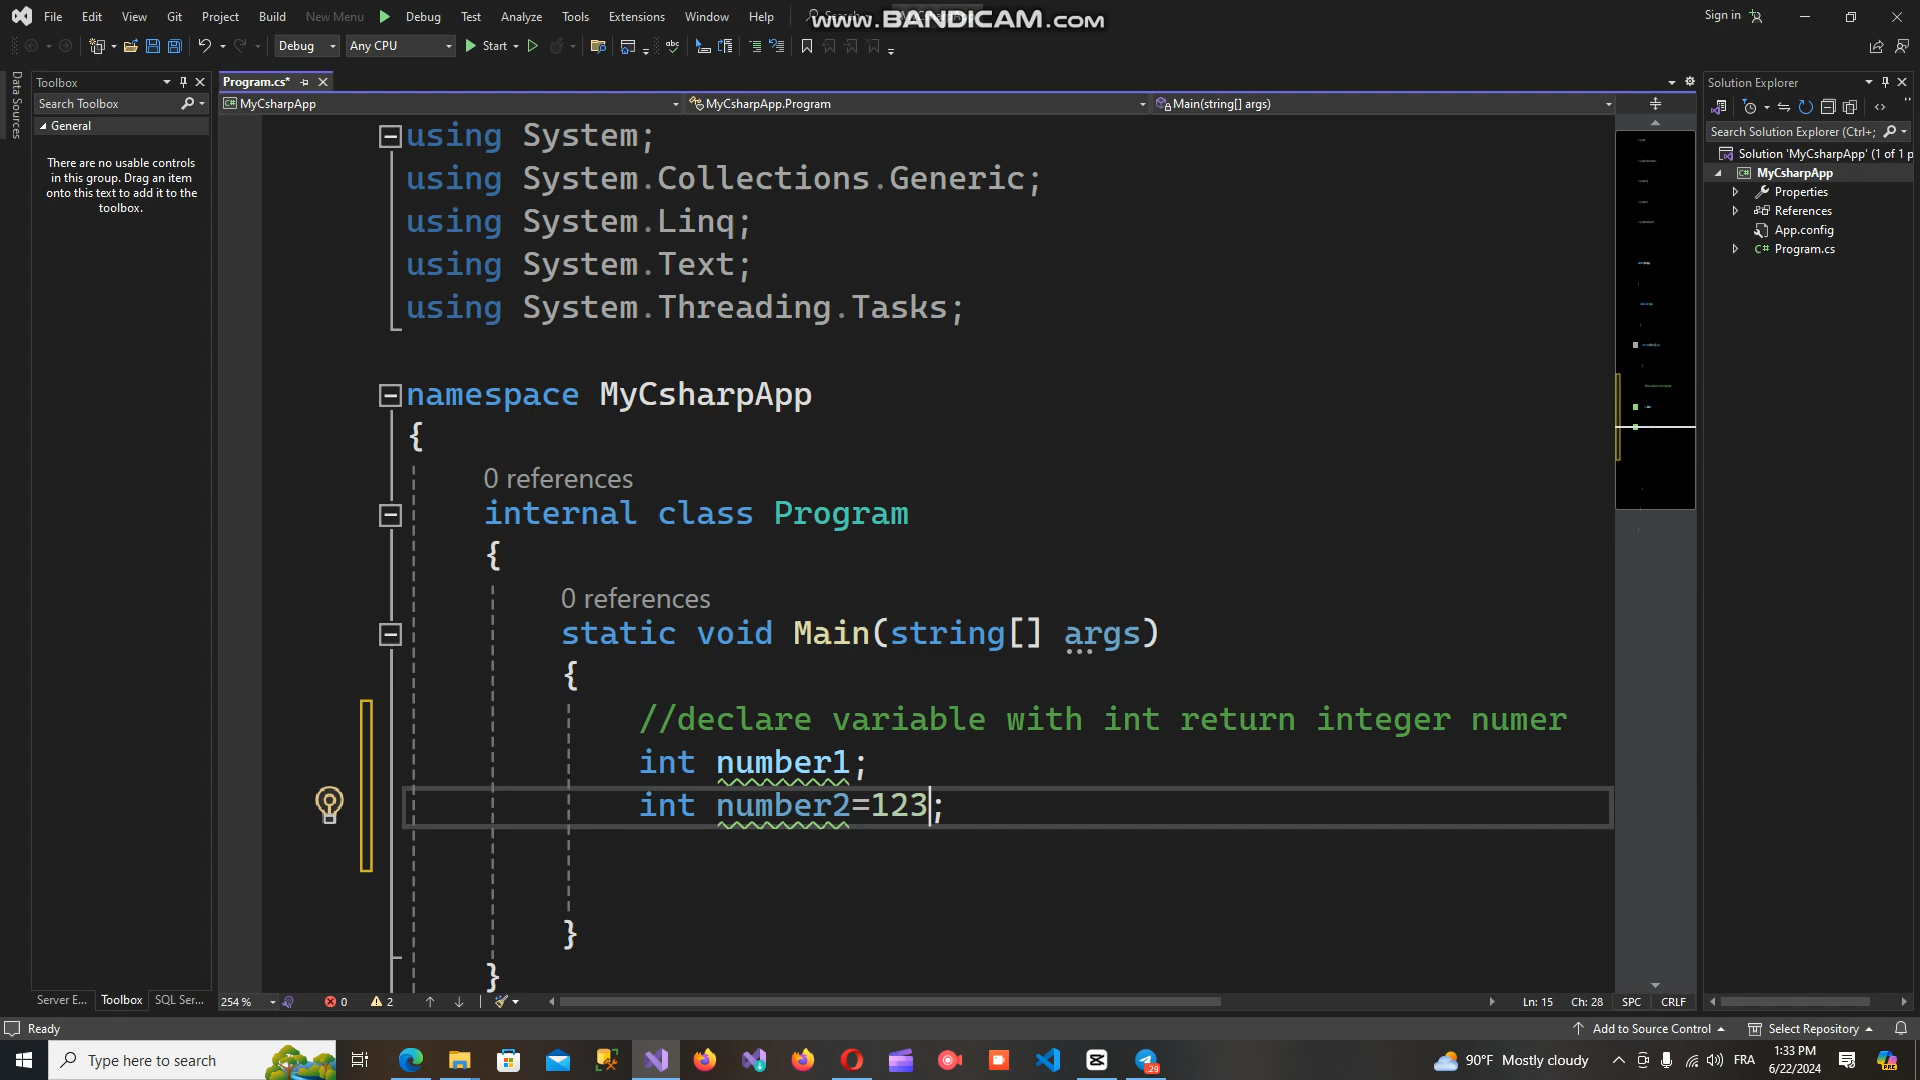 File Edit View Git Project Build New Menu Debug Test Analyze Tools Extensions Window Help
www.BANDICAM.com
Sign in
Debug Any CPU Start
Data Sources
Toolbox
Search Toolbox
General
There are no usable controls
in this group. Drag an item
onto this text to add it to the
toolbox.
Server E... Toolbox SQL Ser...
Program.cs*
MyCsharpApp MyCsharpApp.Program Main(string[] args)
using System;
using System.Collections.Generic;
using System.Linq;
using System.Text;
using System.Threading.Tasks;
namespace MyCsharpApp
{
0 references
internal class Program
{
0 references
static void Main(string[] args)
{
//declare variable with int return integer numer
int number1;
int number2=123;
}
}
254 % 0 2 Ln: 15 Ch: 28 SPC CRLF
Solution Explorer
Search Solution Explorer (Ctrl+;
Solution 'MyCsharpApp' (1 of 1 p
MyCsharpApp
Properties
References
App.config
C# Program.cs
Ready Add to Source Control Select Repository
Type here to search
29
90°F Mostly cloudy FRA 1:33 PM
6/22/2024